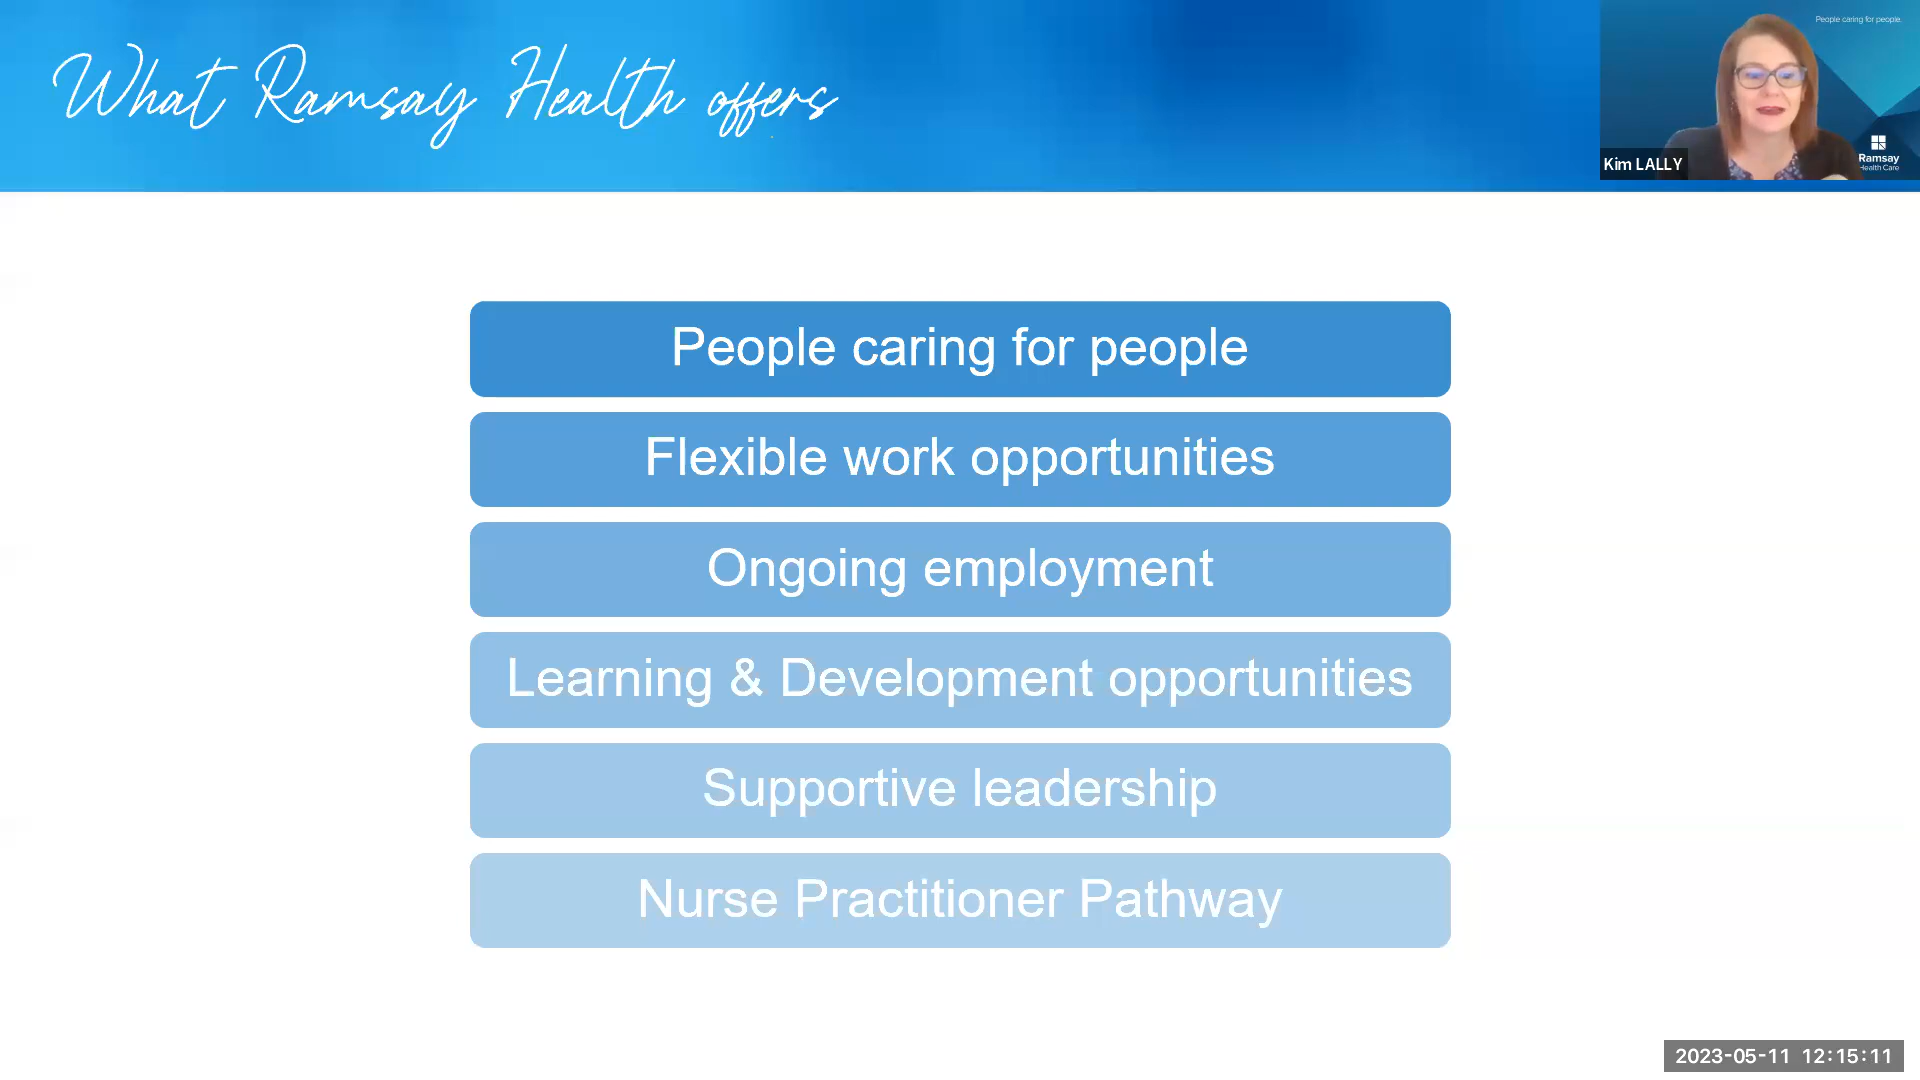 What Ramsay Health offers
People caring for people.
Kim LALLY
Ramsay
Health Care
People caring for people
Flexible work opportunities
Ongoing employment
Learning & Development opportunities
Supportive leadership
Nurse Practitioner Pathway
2023-05-11 12:15:11